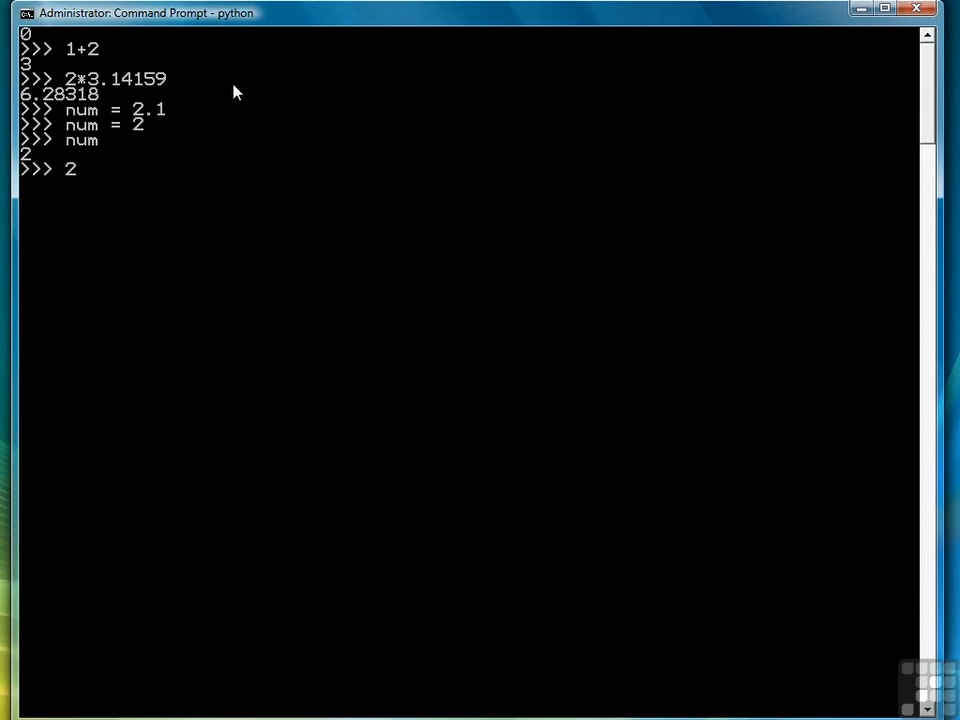 Administrator: Command Prompt - python
0
>>> 1+2
3
>>> 2*3.14159
6.28318
>>> num = 2.1
>>> num = 2
>>> num
2
>>> 2